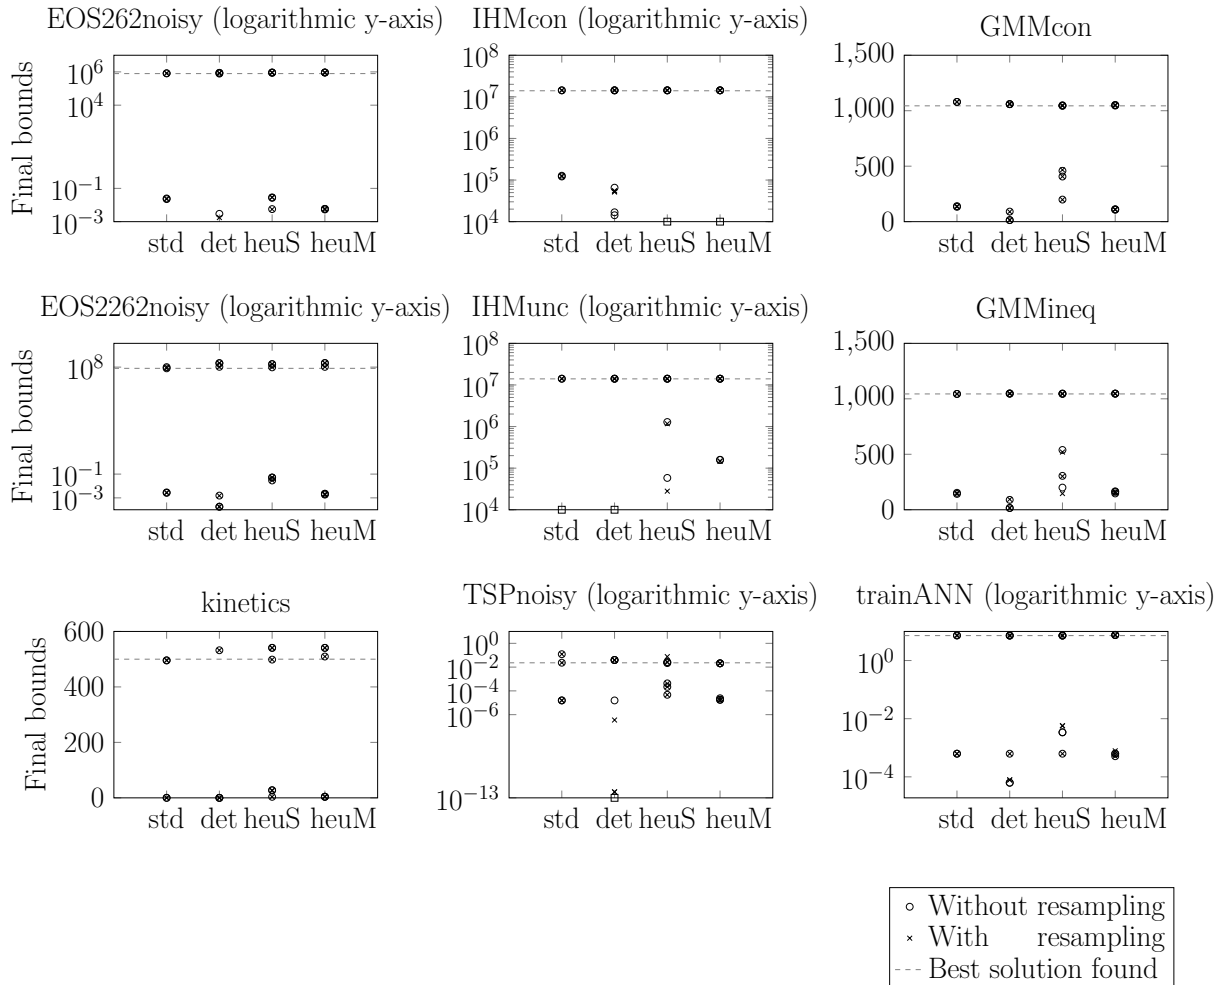 EOS262noisy (logarithmic y-axis)
Final bounds
10^6
10^4
10^−1
10^−3
std det heuS heuM
IHMcon (logarithmic y-axis)
10^8
10^7
10^6
10^5
10^4
std det heuS heuM
GMMcon
1,500
1,000
500
0
std det heuS heuM
EOS2262noisy (logarithmic y-axis)
Final bounds
10^8
10^−1
10^−3
std det heuS heuM
IHMunc (logarithmic y-axis)
10^8
10^7
10^6
10^5
10^4
std det heuS heuM
GMMineq
1,500
1,000
500
0
std det heuS heuM
kinetics
Final bounds
600
400
200
0
std det heuS heuM
TSPnoisy (logarithmic y-axis)
10^0
10^−2
10^−4
10^−6
10^−13
std det heuS heuM
trainANN (logarithmic y-axis)
10^0
10^−2
10^−4
std det heuS heuM
Without resampling
With resampling
Best solution found